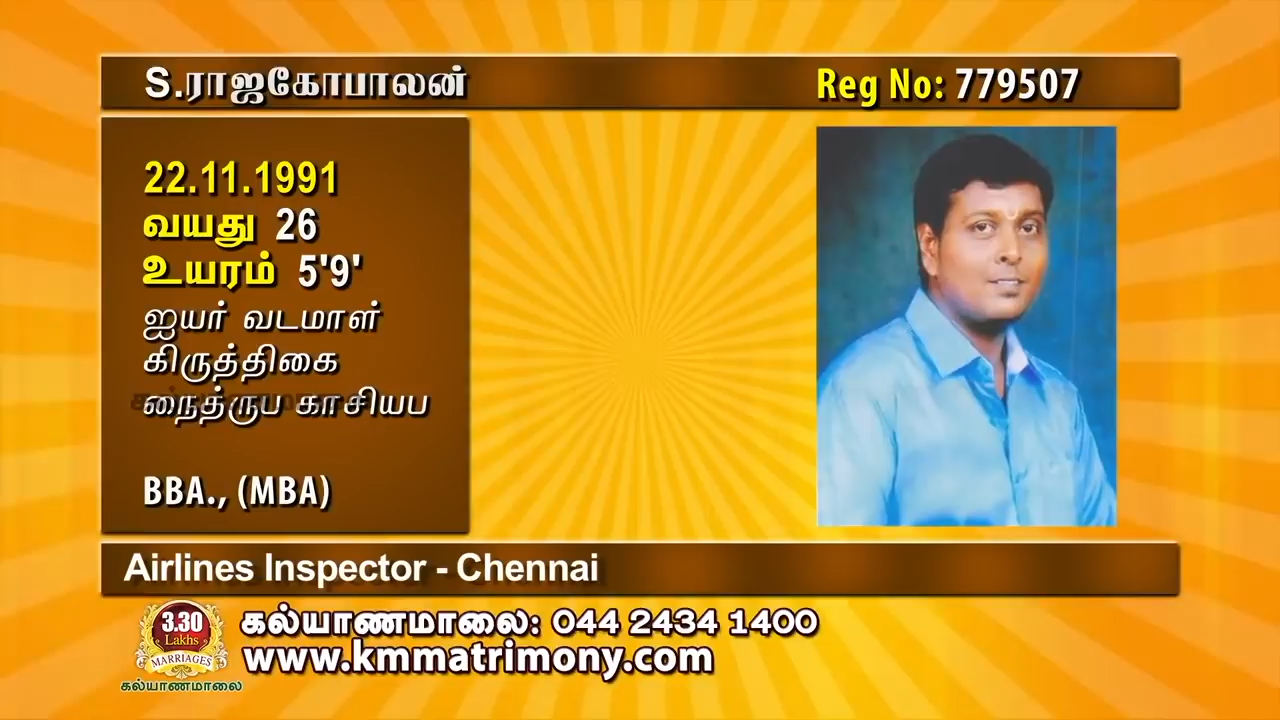 S.ராஜகோபாலன்
Reg No: 779507
22.11.1991
வயது 26
உயரம் 5'9'
ஐயர் வடமாள்
கிருத்திகை
நைத்ருப காசியப
BBA., (MBA)
Airlines Inspector - Chennai
3.30
Lakhs
MARRIAGES
கல்யாணமாலை
கல்யாணமாலை: 044 2434 1400
www.kmmatrimony.com